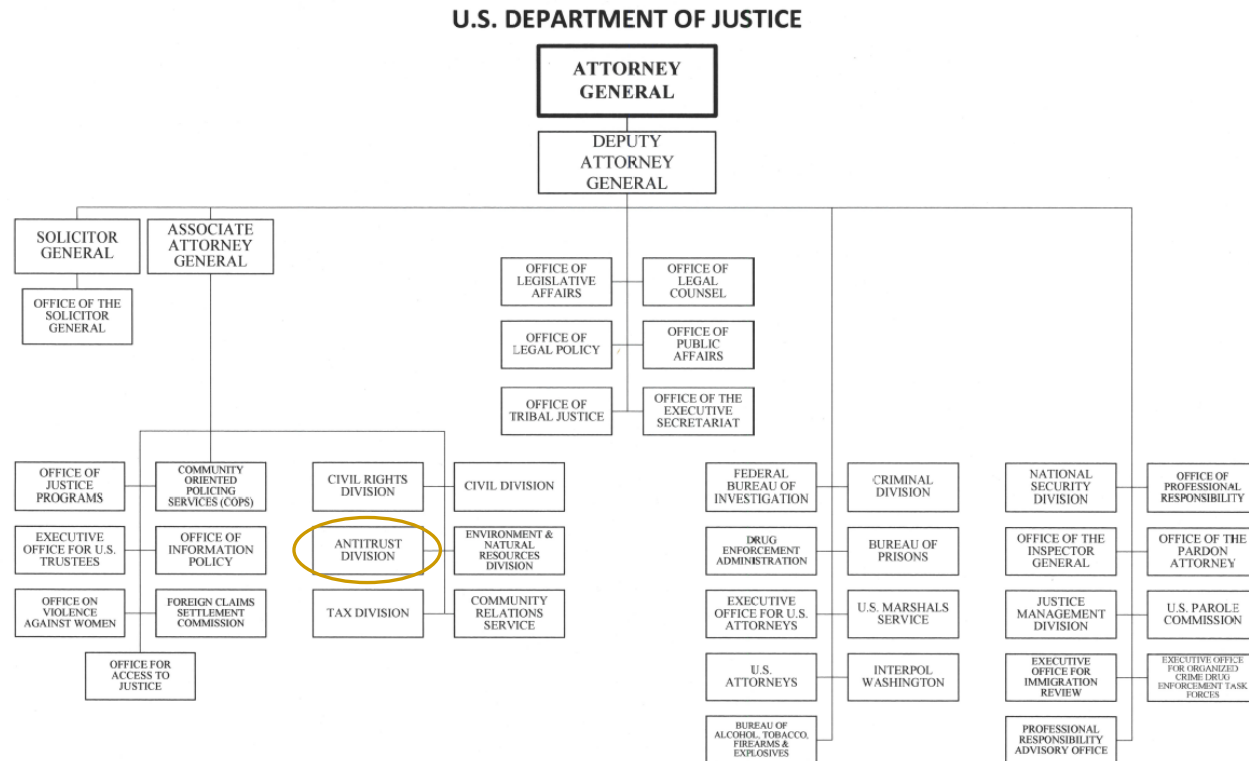 U.S. DEPARTMENT OF JUSTICE
ATTORNEY
GENERAL
DEPUTY
ATTORNEY
GENERAL
SOLICITOR
GENERAL
ASSOCIATE
ATTORNEY
GENERAL
OFFICE OF THE
SOLICITOR
GENERAL
OFFICE OF
LEGISLATIVE
AFFAIRS
OFFICE OF
LEGAL
COUNSEL
OFFICE OF
LEGAL POLICY
OFFICE OF
PUBLIC
AFFAIRS
OFFICE OF
TRIBAL JUSTICE
OFFICE OF THE
EXECUTIVE
SECRETARIAT
OFFICE OF
JUSTICE
PROGRAMS
COMMUNITY
ORIENTED
POLICING
SERVICES (COPS)
EXECUTIVE
OFFICE FOR U.S.
TRUSTEES
OFFICE OF
INFORMATION
POLICY
OFFICE ON
VIOLENCE
AGAINST WOMEN
FOREIGN CLAIMS
SETTLEMENT
COMMISSION
OFFICE FOR
ACCESS TO
JUSTICE
CIVIL RIGHTS
DIVISION
CIVIL DIVISION
ANTITRUST
DIVISION
ENVIRONMENT &
NATURAL
RESOURCES
DIVISION
TAX DIVISION
COMMUNITY
RELATIONS
SERVICE
FEDERAL
BUREAU OF
INVESTIGATION
CRIMINAL
DIVISION
DRUG
ENFORCEMENT
ADMINISTRATION
BUREAU OF
PRISONS
EXECUTIVE
OFFICE FOR U.S.
ATTORNEYS
U.S. MARSHALS
SERVICE
U.S.
ATTORNEYS
INTERPOL
WASHINGTON
BUREAU OF
ALCOHOL, TOBACCO,
FIREARMS &
EXPLOSIVES
NATIONAL
SECURITY
DIVISION
OFFICE OF
PROFESSIONAL
RESPONSIBILITY
OFFICE OF THE
INSPECTOR
GENERAL
OFFICE OF THE
PARDON
ATTORNEY
JUSTICE
MANAGEMENT
DIVISION
U.S. PAROLE
COMMISSION
EXECUTIVE
OFFICE FOR
IMMIGRATION
REVIEW
EXECUTIVE OFFICE
FOR ORGANIZED
CRIME DRUG
ENFORCEMENT TASK
FORCES
PROFESSIONAL
RESPONSIBILITY
ADVISORY OFFICE